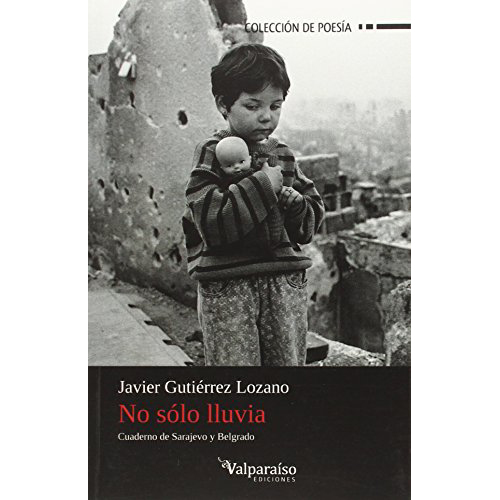 COLECCIÓN DE POESÍA
Javier Gutiérrez Lozano
No sólo lluvia
Cuaderno de Sarajevo y Belgrado
Valparaíso
EDICIONES